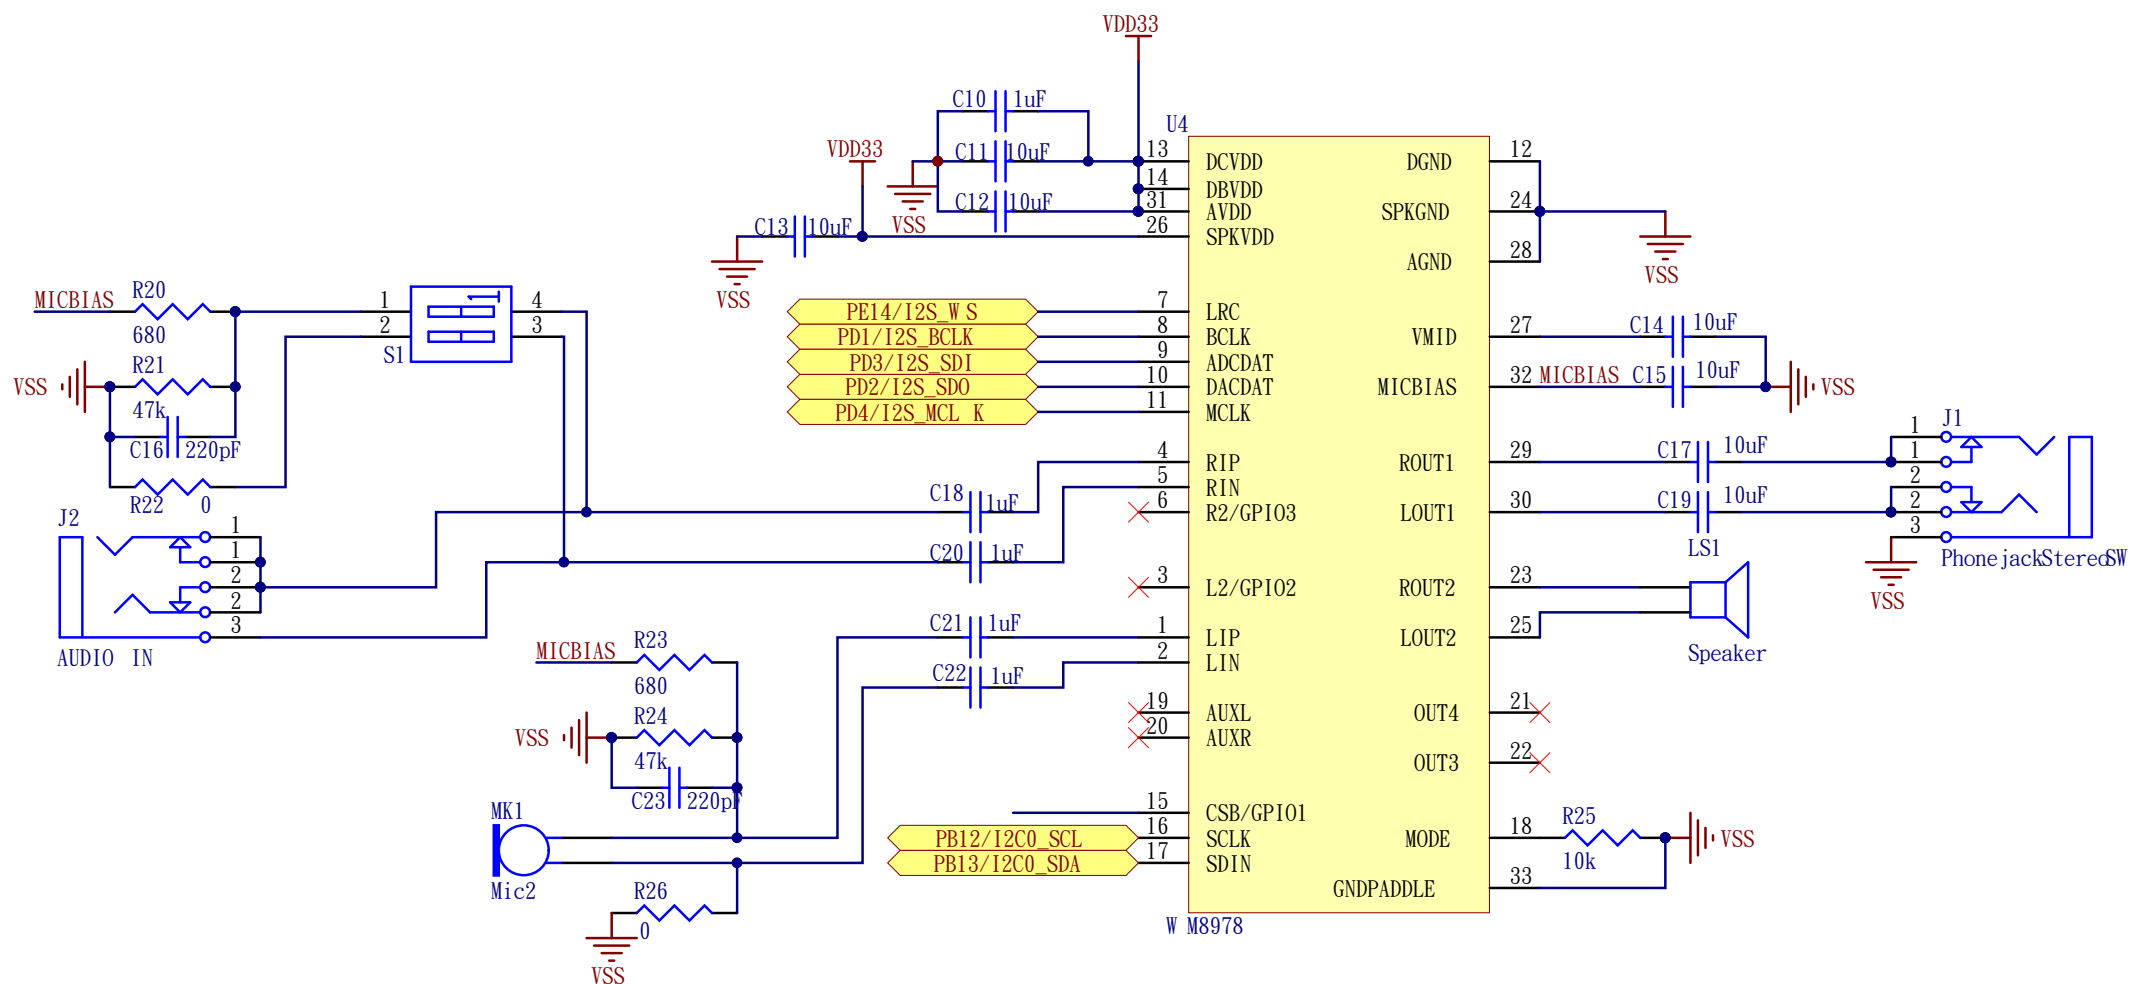 VDD33
C10 1uF
U4
VDD33
C11 10uF
13 DCVDD
DGND 12
14 DBVDD
C12 10uF
31 AVDD
SPKGND 24
VSS
C13 10uF
26 SPKVDD
AGND 28
VSS
VSS
MICBIAS
R20
680
1 4
2 3
S1
R21
VSS
47k
C16 220pF
R22 0
PE14/I2S_W S
7 LRC
PD1/I2S_BCLK
8 BCLK
PD3/I2S_SDI
9 ADCDAT
PD2/I2S_SDO
10 DACDAT
PD4/I2S_MCL K
11 MCLK
VMID 27
C14 10uF
MICBIAS 32 MICBIAS C15 10uF
VSS
4 RIP
5 RIN
6 R2/GPIO3
C18 1uF
C20 1uF
ROUT1 29
C17 10uF
LOUT1 30
C19 10uF
J1
1
1
2
2
3
PhonejackStereoSW
VSS
J2
1
1
2
2
3
AUDIO IN
3 L2/GPIO2
ROUT2 23
LS1
LOUT2 25
Speaker
C21 1uF
1 LIP
C22 1uF
2 LIN
MICBIAS
R23
680
R24
VSS
47k
C23 220pF
19 AUXL
20 AUXR
OUT4 21
OUT3 22
MK1
Mic2
R26
0
VSS
15 CSB/GPIO1
PB12/I2C0_SCL
16 SCLK
PB13/I2C0_SDA
17 SDIN
MODE 18
R25
10k
VSS
GNDPADDLE 33
W M8978